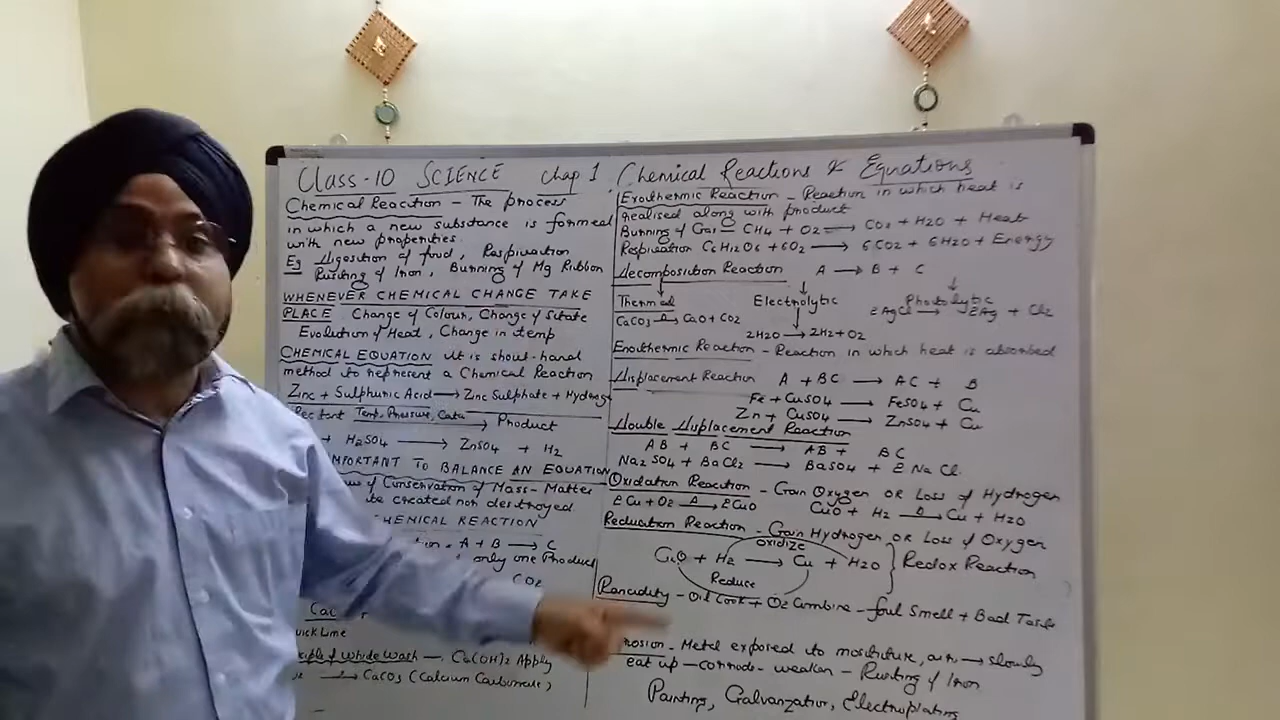 Class-10 SCIENCE Chap 1 Chemical Reactions & Equations
Chemical Reaction - The process
in which a new substance is formed
with new properties.
Eg Digestion of food, Respiration
Rusting of Iron, Burning of Mg Ribbon
WHENEVER CHEMICAL CHANGE TAKE
PLACE Change of Colour, Change of State
Evolution of Heat, Change in temp
CHEMICAL EQUATION It is short-hand
method to represent a Chemical Reaction
Zinc + Sulphuric Acid → Zinc Sulphate + Hydrogen
Temp, Pressure, Cata Product
+ H2SO4 → ZnSO4 + H2
IMPORTANT TO BALANCE AN EQUATION
of Conservation of Mass - Matter
be created nor destroyed
CHEMICAL REACTION
A + B → C
only one Product
CO2
White Wash - Ca(OH)2 Apply
→ CaCO3 (Calcium Carbonate)
Exothermic Reaction - Reaction in which heat is
realised along with product
Burning of Gas - CH4 + O2 → CO2 + H2O + Heat
Respiration C6H12O6 + 6O2 → 6CO2 + 6H2O + Energy
Decomposition Reaction A → B + C
Thermal Electrolytic Photolytic
CaCO3 Δ→ CaO + CO2 2AgCl → 2Ag + Cl2
2H2O → 2H2 + O2
Endothermic Reaction - Reaction in which heat is absorbed
Displacement Reaction A + BC → AC + B
Fe + CuSO4 → FeSO4 + Cu
Zn + CuSO4 → ZnSO4 + Cu
Double Displacement Reaction
AB + BC → AB + BC
Na2SO4 + BaCl2 → BaSO4 + 2NaCl
Oxidation Reaction - Gain Oxygen OR Loss of Hydrogen
2Cu + O2 Δ→ 2CuO CuO + H2 Δ→ Cu + H2O
Reduation Reaction - Gain Hydrogen OR Loss of Oxygen
oxidize
CuO + H2 → Cu + H2O } Redox Reaction
Reduce
Rancidity - Oil Cook + O2 Combine - foul Smell + Bad Taste
Metal exposed to moisture, air → slowly
eat up - corrode - weaken - Rusting of Iron
Painting, Galvanzation, Electroplating